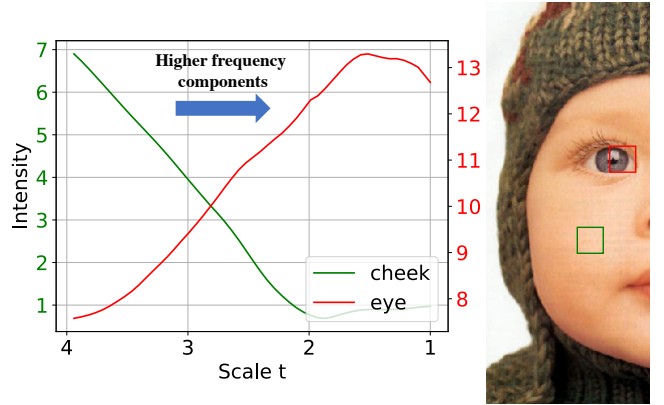 Higher frequency
components
Intensity
7
6
5
4
3
2
1
13
12
11
10
9
8
cheek
eye
4 3 2 1
Scale t